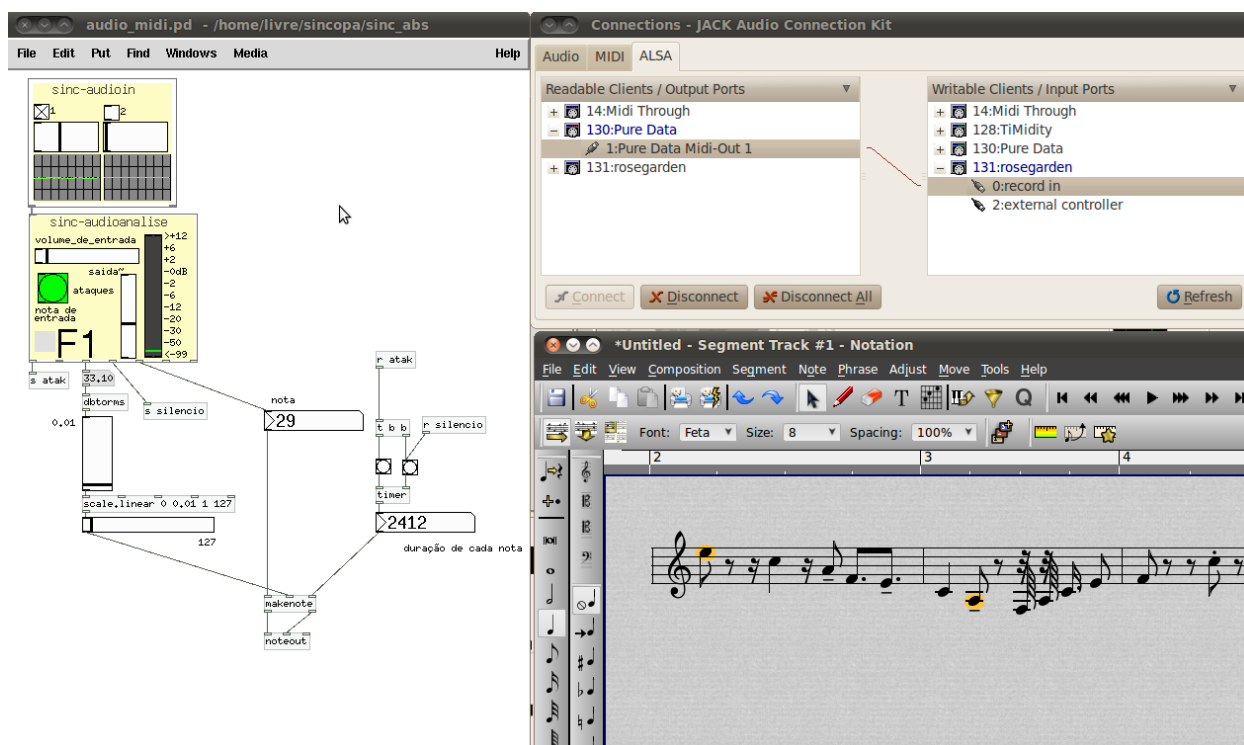 audio_midi.pd - /home/livre/sincopa/sinc_abs
File Edit Put Find Windows Media Help
sinc-audioin
1 2
sinc-audioanalise
volume_de_entrada
>+12
+6
+2
-0dB
-2
-6
-12
-20
-30
-50
<-99
saida~
ataques
nota de
entrada
F1
s atak
33.10
dbtorms
s silencio
0.01
scale.linear 0 0.01 1 127
127
nota
29
r atak
t b b
r silencio
timer
2412
duração de cada nota
makenote
noteout
Connections - JACK Audio Connection Kit
Audio MIDI ALSA
Readable Clients / Output Ports
14:Midi Through
130:Pure Data
1:Pure Data Midi-Out 1
131:rosegarden
Writable Clients / Input Ports
14:Midi Through
128:TiMidity
130:Pure Data
131:rosegarden
0:record in
2:external controller
Connect Disconnect Disconnect All Refresh
*Untitled - Segment Track #1 - Notation
File Edit View Composition Segment Note Phrase Adjust Move Tools Help
T Q
Font: Feta Size: 8 Spacing: 100%
2 3 4